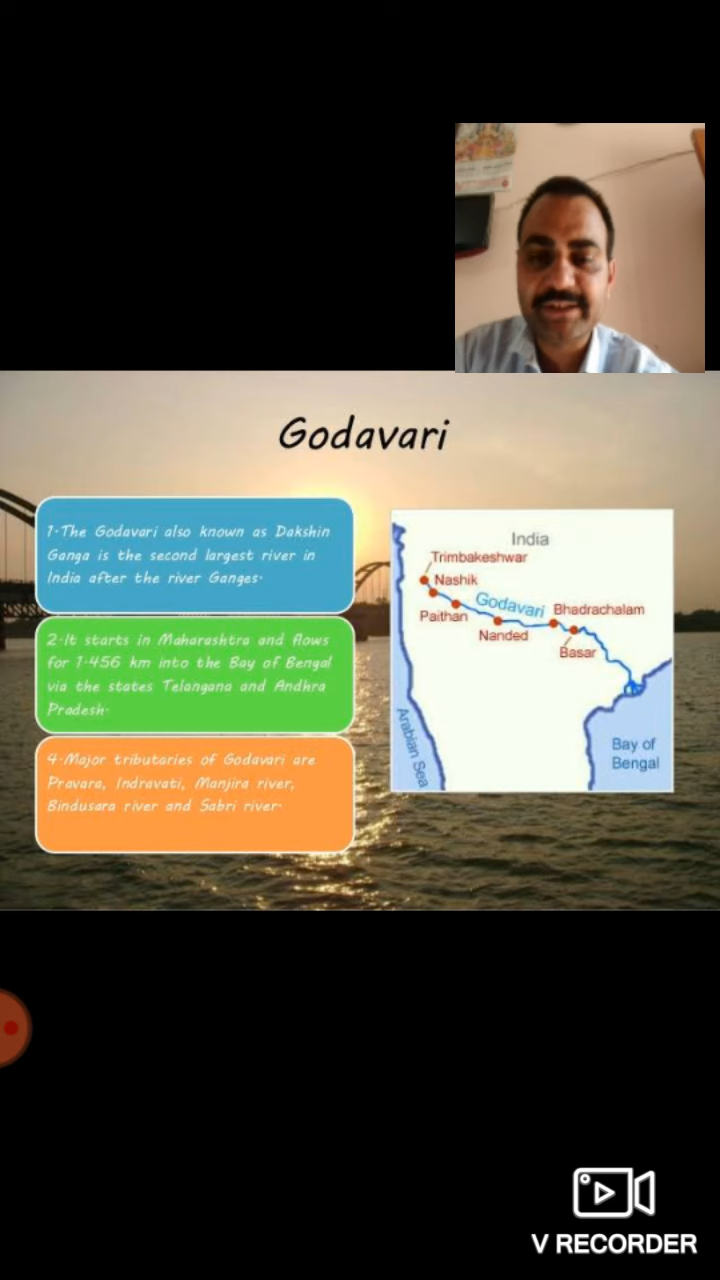 Godavari
1·The Godavari also known as Dakshin
Ganga is the second largest river in
India after the river Ganges·
2·It starts in Maharashtra and flows
for 1·456 km into the Bay of Bengal
via the states Telangana and Andhra
Pradesh·
4·Major tributaries of Godavari are
Pravara, Indravati, Manjira river,
Bindusara river and Sabri river·
India
Trimbakeshwar
Nashik
Godavari
Bhadrachalam
Paithan
Nanded
Basar
Arabian Sea
Bay of
Bengal
V RECORDER